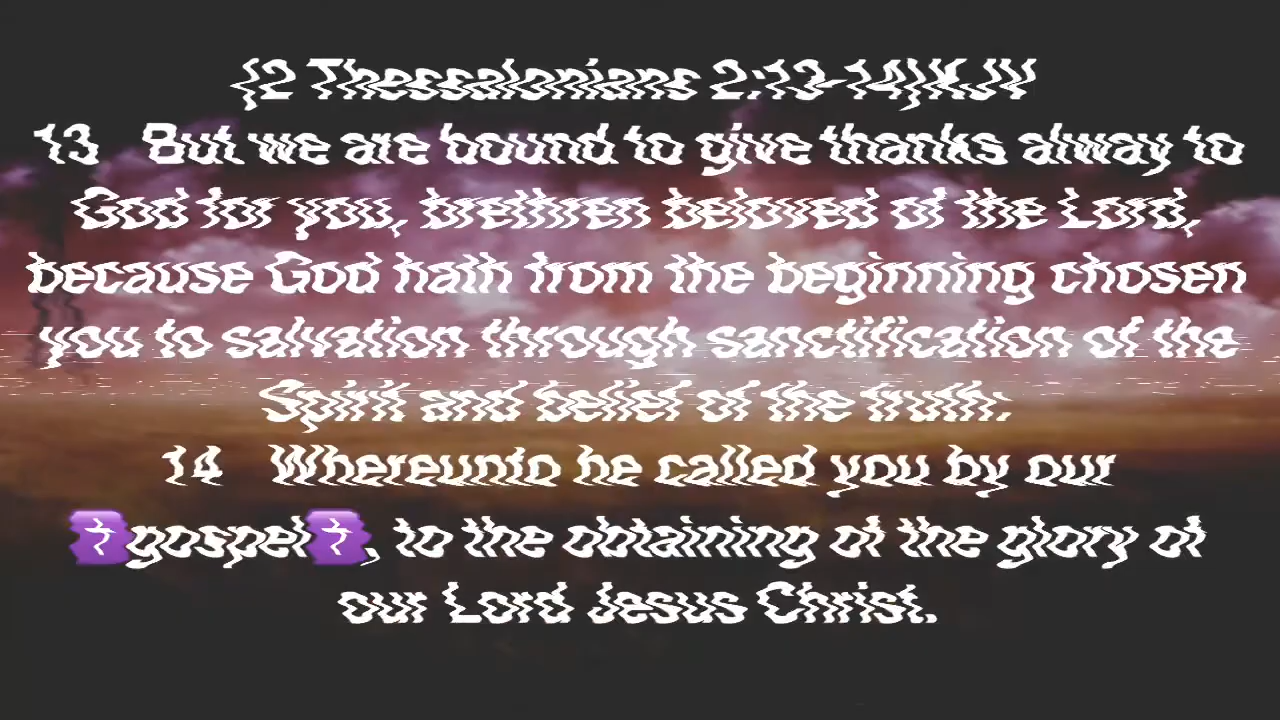 (2 Thessalonians 2:13-14)KJV
13 But we are bound to give thanks alway to
God for you, brethren beloved of the Lord,
because God hath from the beginning chosen
you to salvation through sanctification of the
Spirit and belief of the truth:
14 Whereunto he called you by our
✝️gospel✝️, to the obtaining of the glory of
our Lord Jesus Christ.